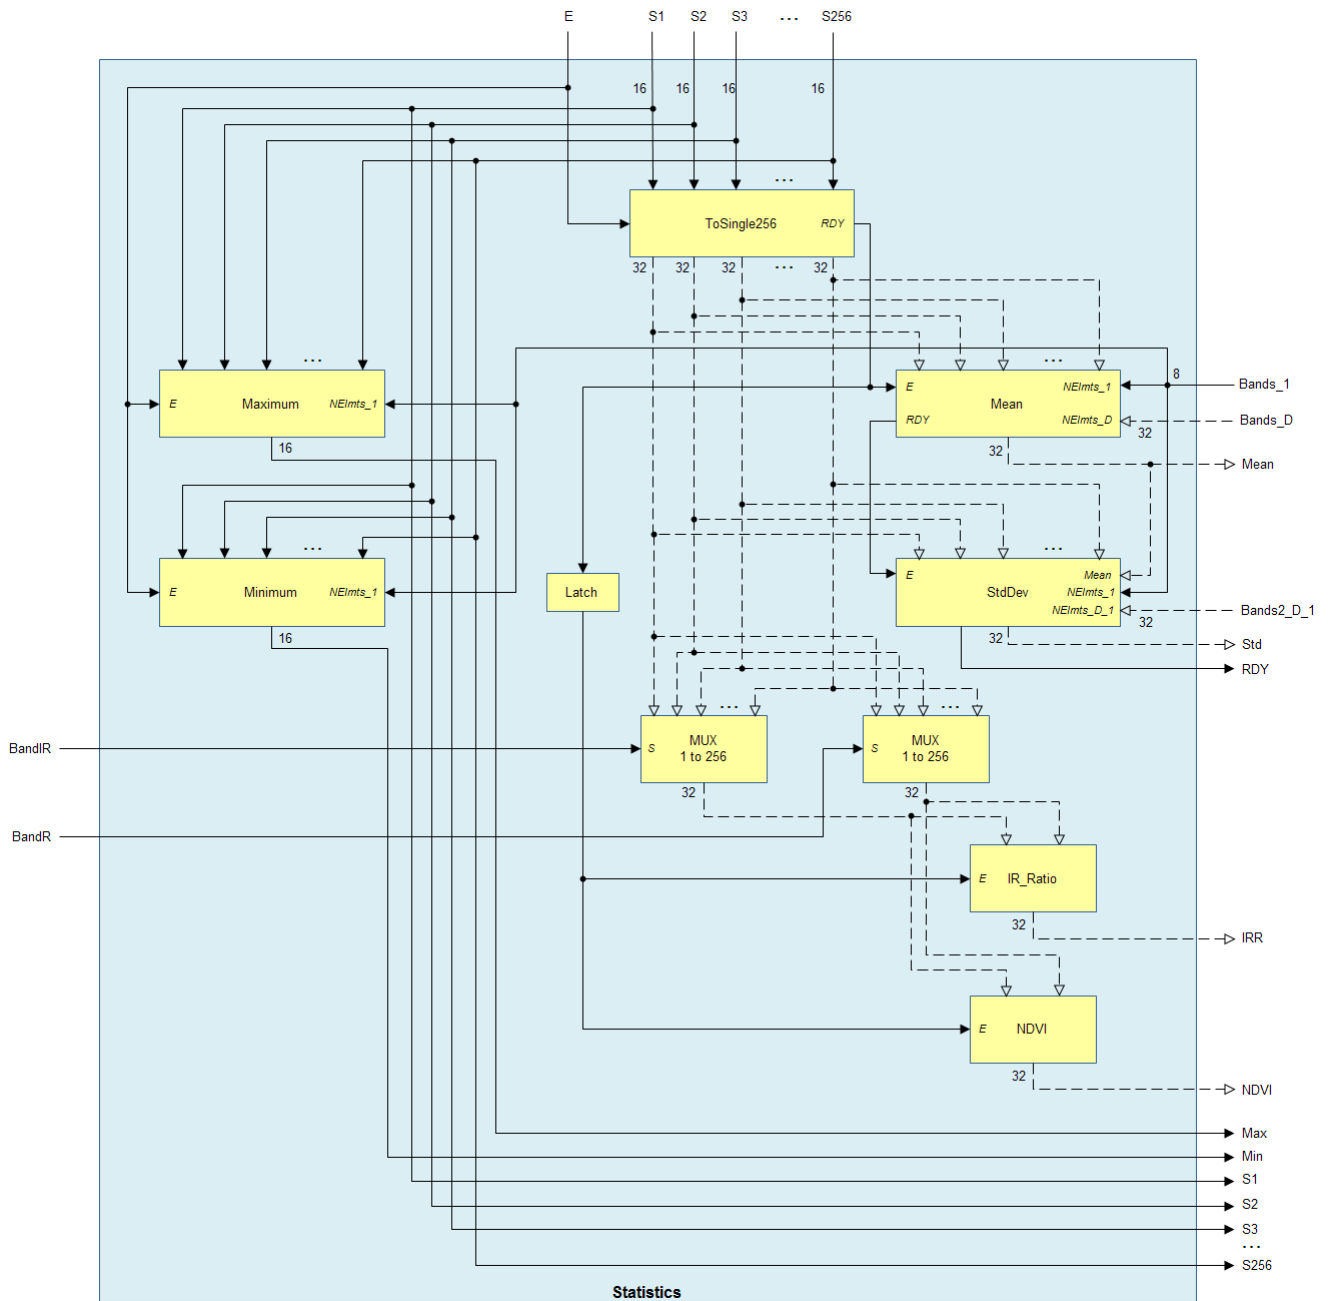 E S1 S2 S3 ... S256
16 16 16 16
...
ToSingle256 RDY
32 32 32 ... 32
... ...
8
E Maximum NElmts_1
E Mean NElmts_1
RDY NElmts_D
Bands_1
Bands_D
32
16
32
Mean
... ...
E Minimum NElmts_1
Latch
E StdDev Mean
NElmts_1
NElmts_D_1
Bands2_D_1
32
16
32
Std
RDY
... ...
BandIR
S MUX
1 to 256
S MUX
1 to 256
32 32
BandR
E IR_Ratio
32
IRR
E NDVI
32
NDVI
Max
Min
S1
S2
S3
...
S256
Statistics